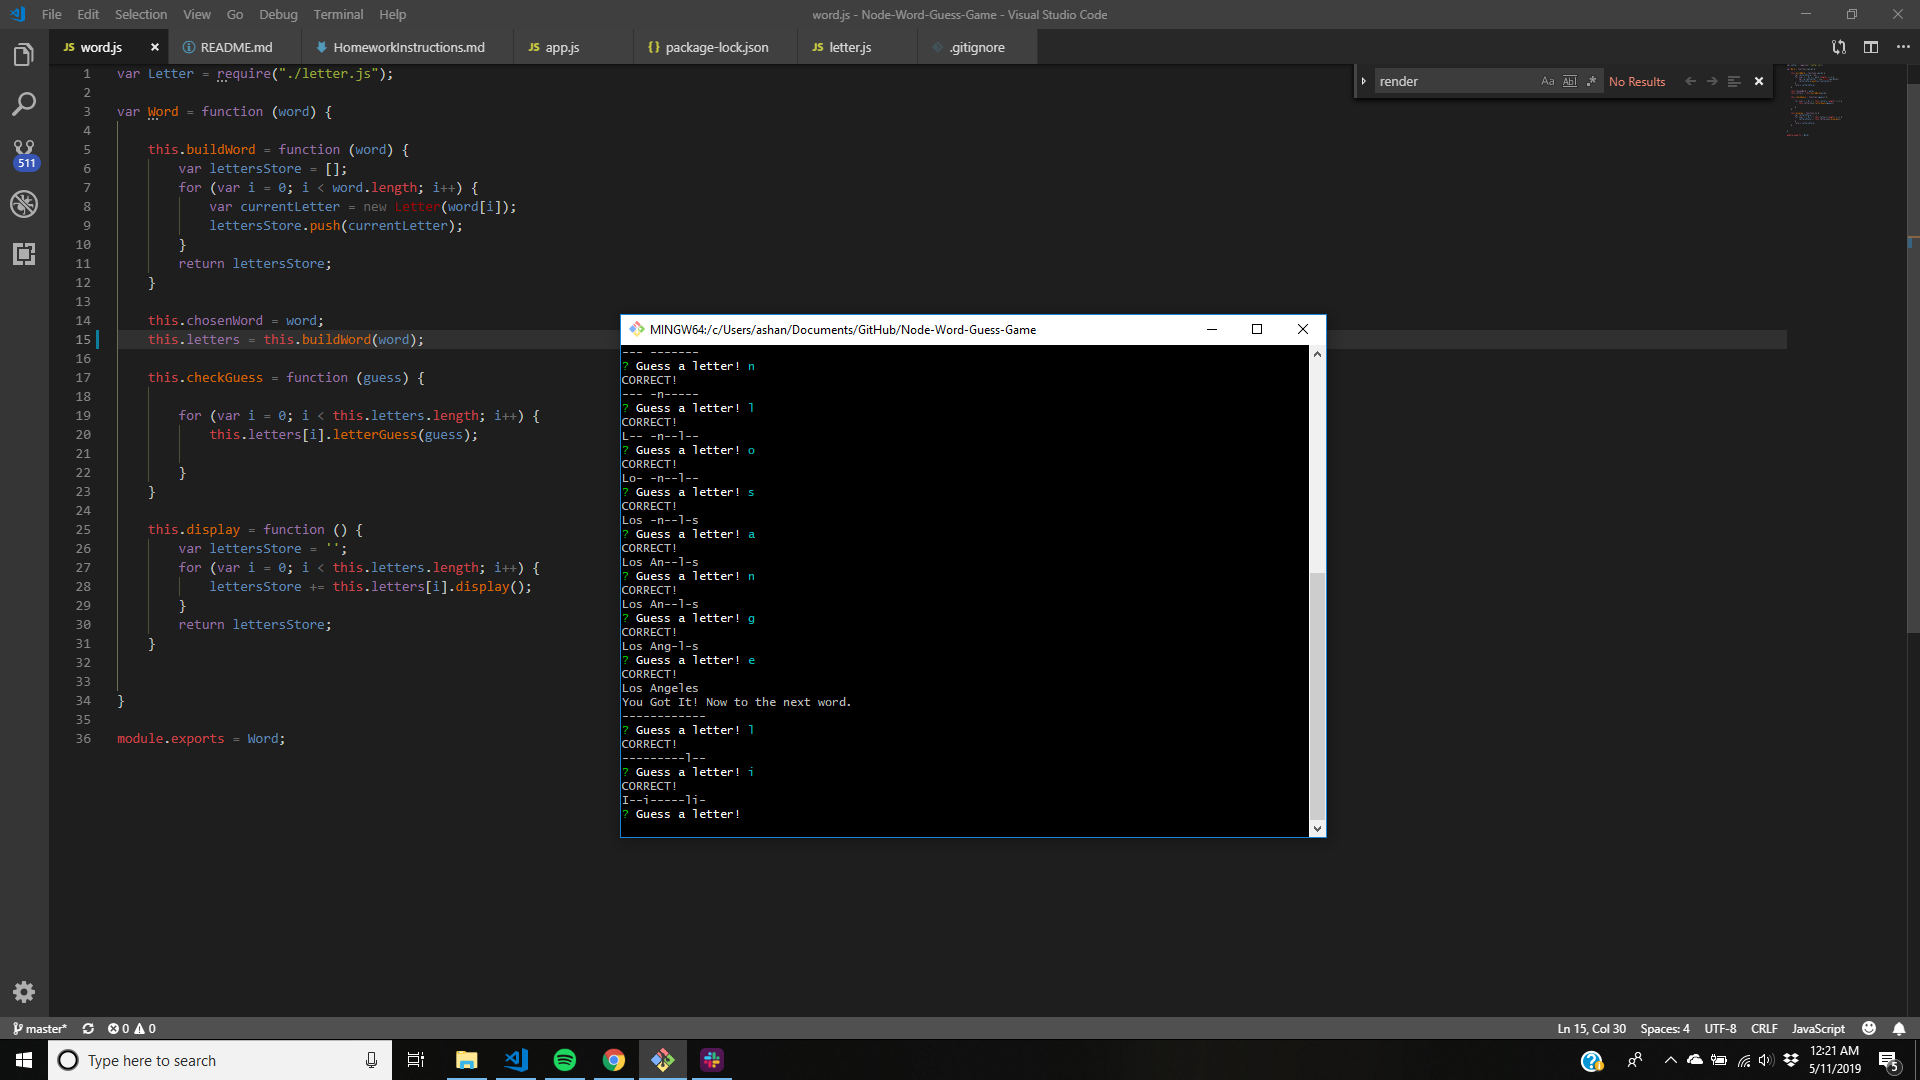 File Edit Selection View Go Debug Terminal Help
word.js - Node-Word-Guess-Game - Visual Studio Code
JS word.js
README.md
HomeworkInstructions.md
JS app.js
{} package-lock.json
JS letter.js
.gitignore
render
Aa Abl .* No Results
511
1 var Letter = require("./letter.js");
2
3 var Word = function (word) {
4
5 this.buildWord = function (word) {
6 var lettersStore = [];
7 for (var i = 0; i < word.length; i++) {
8 var currentLetter = new Letter(word[i]);
9 lettersStore.push(currentLetter);
10 }
11 return lettersStore;
12 }
13
14 this.chosenWord = word;
15 this.letters = this.buildWord(word);
16
17 this.checkGuess = function (guess) {
18
19 for (var i = 0; i < this.letters.length; i++) {
20 this.letters[i].letterGuess(guess);
21
22 }
23 }
24
25 this.display = function () {
26 var lettersStore = '';
27 for (var i = 0; i < this.letters.length; i++) {
28 lettersStore += this.letters[i].display();
29 }
30 return lettersStore;
31 }
32
33
34 }
35
36 module.exports = Word;
MINGW64:/c/Users/ashan/Documents/GitHub/Node-Word-Guess-Game
--- -------
? Guess a letter! n
CORRECT!
--- -n-----
? Guess a letter! l
CORRECT!
L-- -n--l--
? Guess a letter! o
CORRECT!
Lo- -n--l--
? Guess a letter! s
CORRECT!
Los -n--l-s
? Guess a letter! a
CORRECT!
Los An--l-s
? Guess a letter! n
CORRECT!
Los An--l-s
? Guess a letter! g
CORRECT!
Los Ang-l-s
? Guess a letter! e
CORRECT!
Los Angeles
You Got It! Now to the next word.
------------
? Guess a letter! l
CORRECT!
---------l--
? Guess a letter! i
CORRECT!
I--i-----li-
? Guess a letter!
master* 0 0
Ln 15, Col 30 Spaces: 4 UTF-8 CRLF JavaScript
Type here to search
12:21 AM
5/11/2019
5